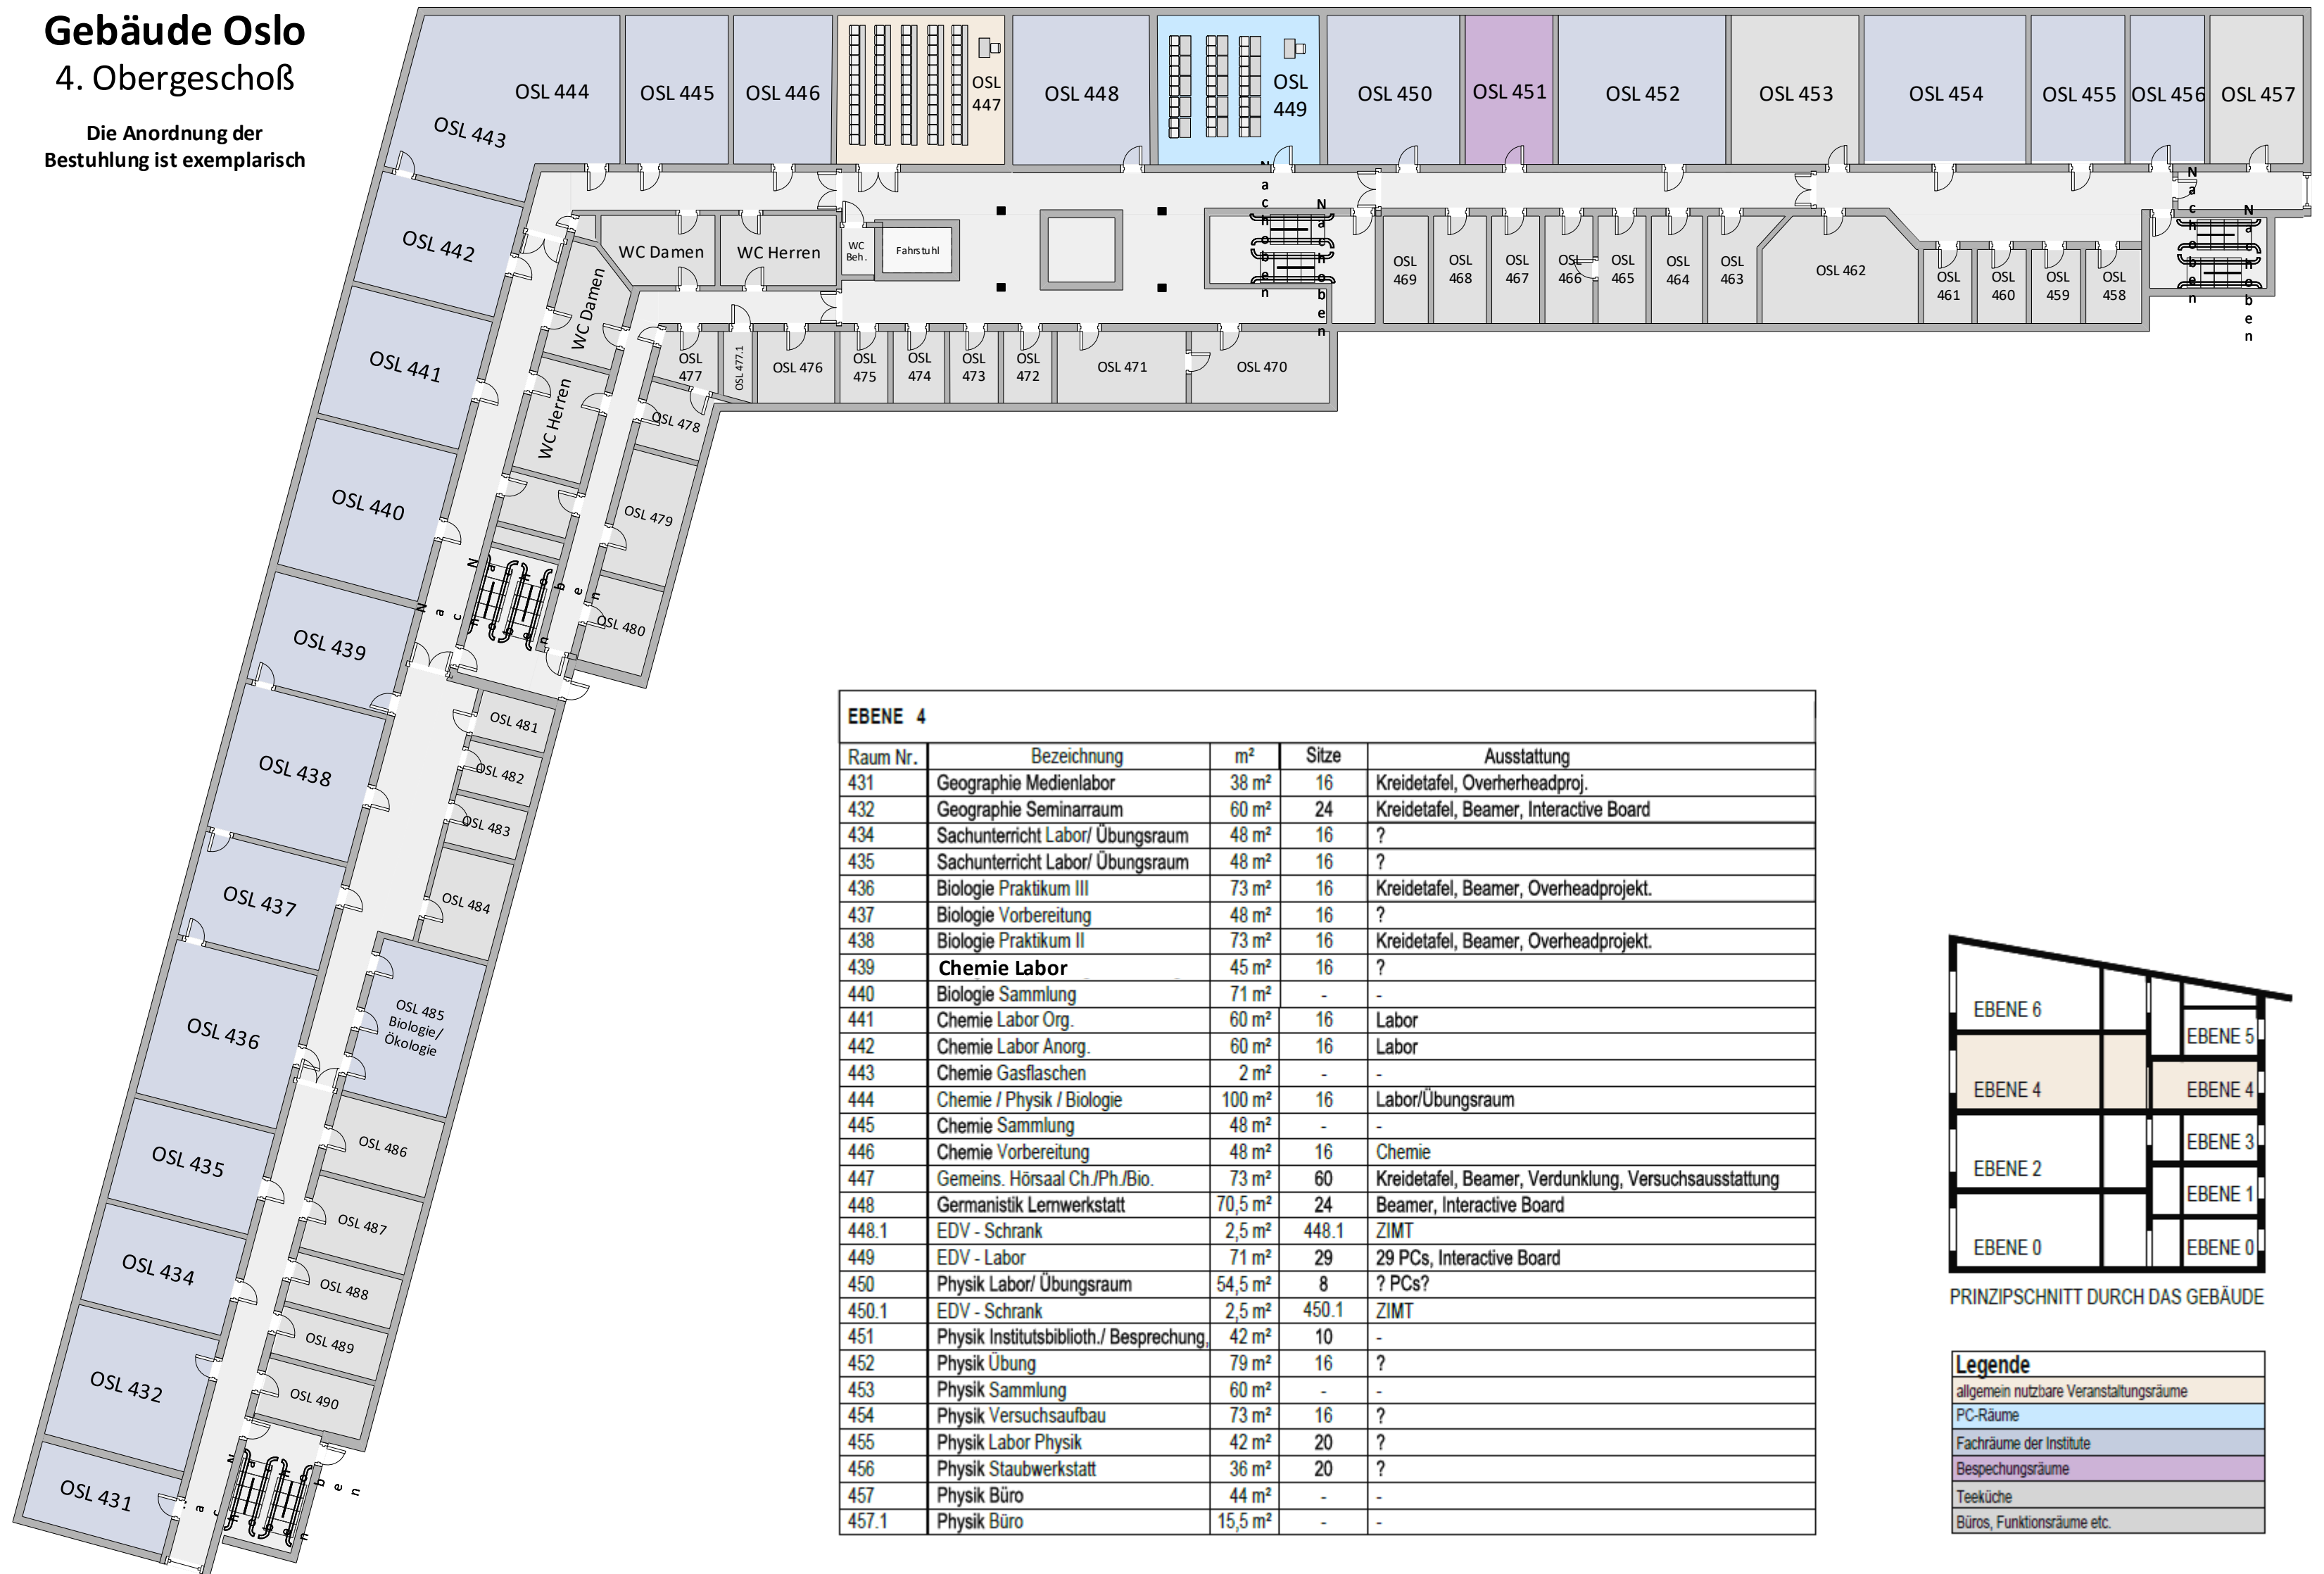 Gebäude Oslo
4. Obergeschoß
Die Anordnung der
Bestuhlung ist exemplarisch
OSL 444
OSL 445
OSL 446
OSL
447
OSL 448
OSL
449
OSL 450
OSL 451
OSL 452
OSL 453
OSL 454
OSL 455
OSL 456
OSL 457
OSL 443
OSL 442
OSL 441
OSL 440
OSL 439
OSL 438
OSL 437
OSL 436
OSL 435
OSL 434
OSL 432
OSL 431
WC Damen
WC Herren
WC
Beh.
Fahrstuhl
Nach oben
Nach oben
OSL
469
OSL
468
OSL
467
OSL
466
OSL
465
OSL
464
OSL
463
OSL 462
OSL
461
OSL
460
OSL
459
OSL
458
Nach oben
Nach oben
WC Damen
WC Herren
OSL
477
OSL 477.1
OSL 476
OSL
475
OSL
474
OSL
473
OSL
472
OSL 471
OSL 470
OSL 478
OSL 479
OSL 480
Nach oben
Nach oben
OSL 481
OSL 482
OSL 483
OSL 484
OSL 485
Biologie/
Ökologie
OSL 486
OSL 487
OSL 488
OSL 489
OSL 490
Nach oben
Nach oben
EBENE 4
Raum Nr. Bezeichnung m² Sitze Ausstattung
431 Geographie Medienlabor 38 m² 16 Kreidetafel, Overherheadproj.
432 Geographie Seminarraum 60 m² 24 Kreidetafel, Beamer, Interactive Board
434 Sachunterricht Labor/ Übungsraum 48 m² 16 ?
435 Sachunterricht Labor/ Übungsraum 48 m² 16 ?
436 Biologie Praktikum III 73 m² 16 Kreidetafel, Beamer, Overheadprojekt.
437 Biologie Vorbereitung 48 m² 16 ?
438 Biologie Praktikum II 73 m² 16 Kreidetafel, Beamer, Overheadprojekt.
439 Chemie Labor 45 m² 16 ?
440 Biologie Sammlung 71 m² - -
441 Chemie Labor Org. 60 m² 16 Labor
442 Chemie Labor Anorg. 60 m² 16 Labor
443 Chemie Gasflaschen 2 m² - -
444 Chemie / Physik / Biologie 100 m² 16 Labor/Übungsraum
445 Chemie Sammlung 48 m² - -
446 Chemie Vorbereitung 48 m² 16 Chemie
447 Gemeins. Hörsaal Ch./Ph./Bio. 73 m² 60 Kreidetafel, Beamer, Verdunklung, Versuchsausstattung
448 Germanistik Lernwerkstatt 70,5 m² 24 Beamer, Interactive Board
448.1 EDV - Schrank 2,5 m² 448.1 ZIMT
449 EDV - Labor 71 m² 29 29 PCs, Interactive Board
450 Physik Labor/ Übungsraum 54,5 m² 8 ? PCs?
450.1 EDV - Schrank 2,5 m² 450.1 ZIMT
451 Physik Institutsbiblioth./ Besprechung, 42 m² 10 -
452 Physik Übung 79 m² 16 ?
453 Physik Sammlung 60 m² - -
454 Physik Versuchsaufbau 73 m² 16 ?
455 Physik Labor Physik 42 m² 20 ?
456 Physik Staubwerkstatt 36 m² 20 ?
457 Physik Büro 44 m² - -
457.1 Physik Büro 15,5 m² - -
EBENE 6
EBENE 5
EBENE 4
EBENE 4
EBENE 3
EBENE 2
EBENE 1
EBENE 0
EBENE 0
PRINZIPSCHNITT DURCH DAS GEBÄUDE
Legende
allgemein nutzbare Veranstaltungsräume
PC-Räume
Fachräume der Institute
Bespechungsräume
Teeküche
Büros, Funktionsräume etc.